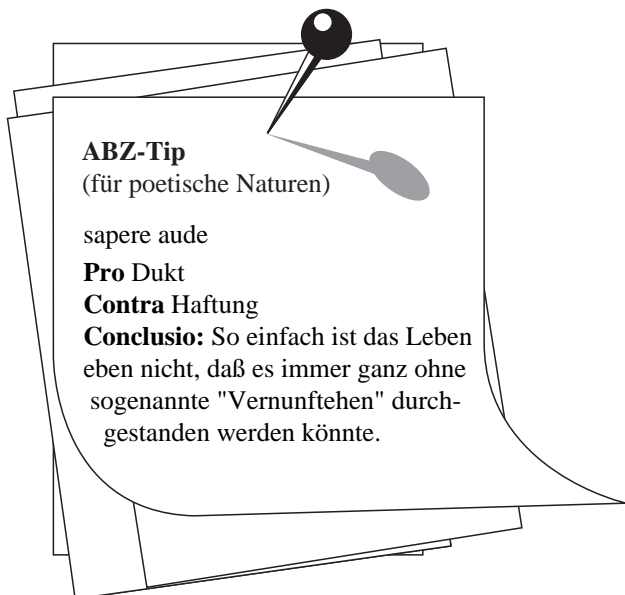 ABZ-Tip
(für poetische Naturen)
sapere aude
Pro Dukt
Contra Haftung
Conclusio: So einfach ist das Leben
eben nicht, daß es immer ganz ohne
sogenannte "Vernunftehen" durch-
gestanden werden könnte.